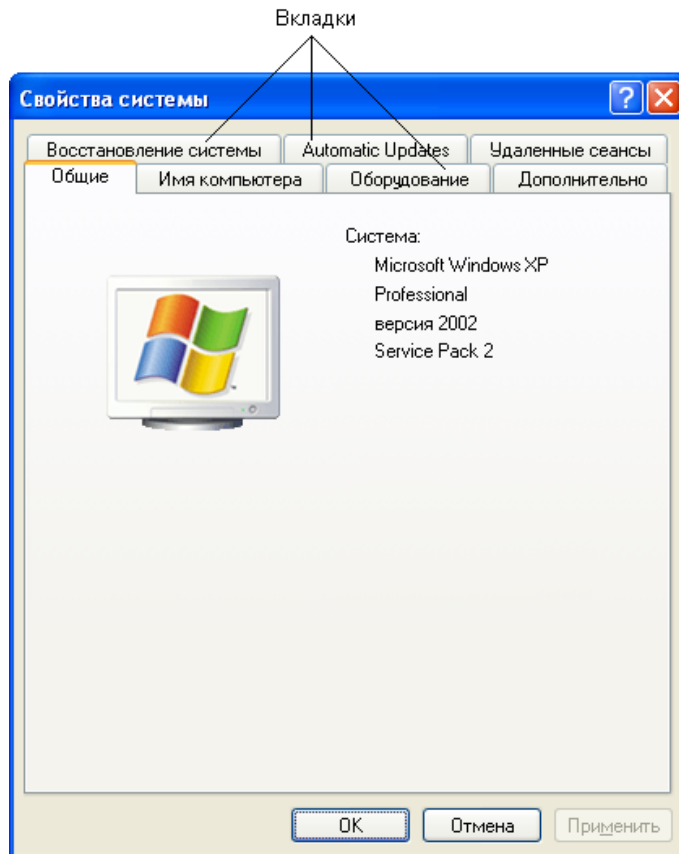 Вкладки
Свойства системы
Восстановление системы Automatic Updates Удаленные сеансы
Общие Имя компьютера Оборудование Дополнительно
Система:
Microsoft Windows XP
Professional
версия 2002
Service Pack 2
OK Отмена Применить